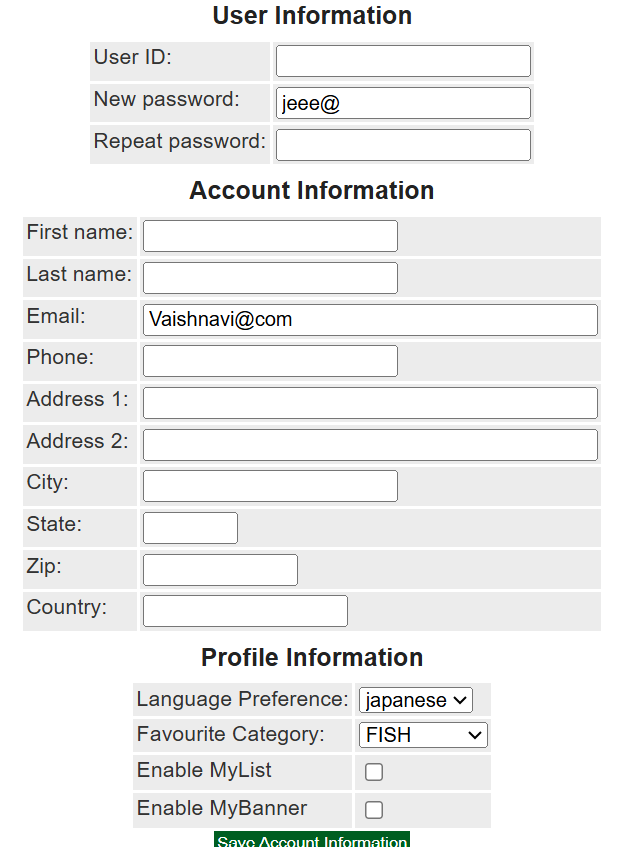 User Information
User ID:
New password: jeee@
Repeat password:
Account Information
First name:
Last name:
Email: Vaishnavi@com
Phone:
Address 1:
Address 2:
City:
State:
Zip:
Country:
Profile Information
Language Preference: japanese
Favourite Category: FISH
Enable MyList
Enable MyBanner
Save Account Information